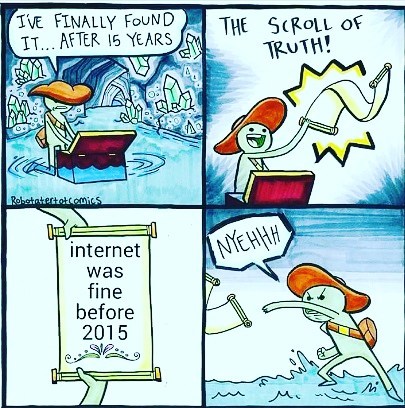 I'VE FINALLY FOUND
IT... AFTER 15 YEARS
Robotatertotcomics
THE SCROLL OF
TRUTH!
internet
was
fine
before
2015
NYEHHH